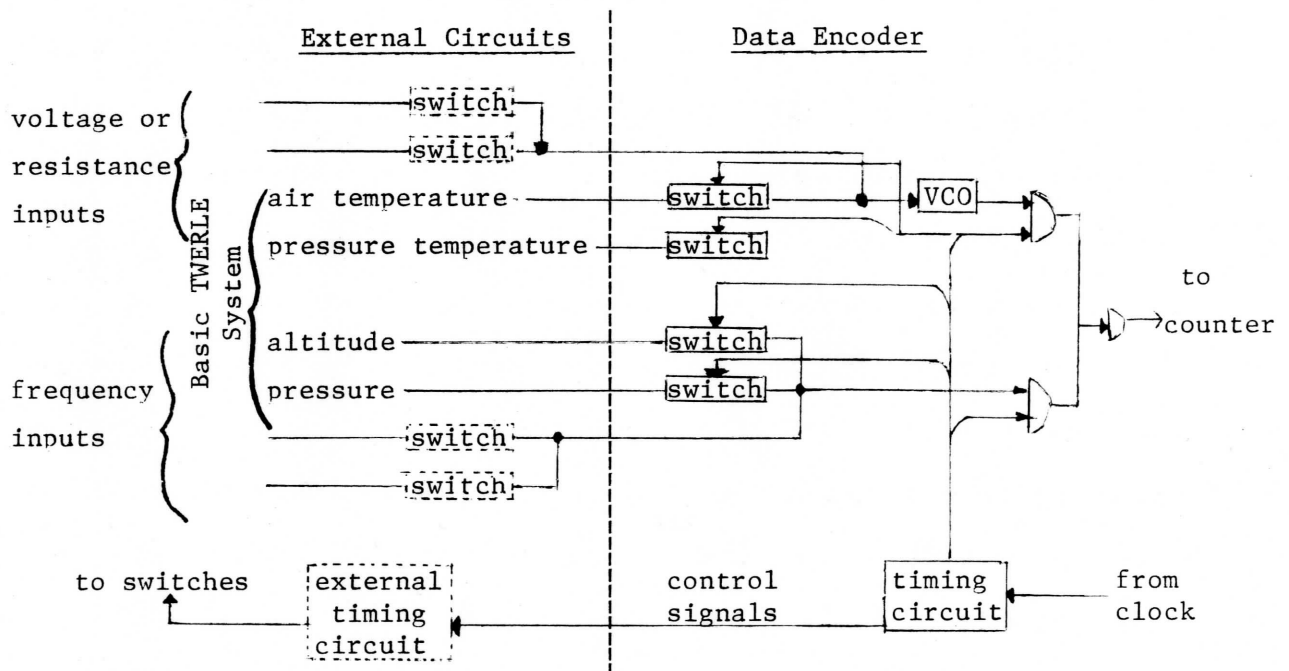 External Circuits
Data Encoder
voltage or
resistance
inputs
switch
switch
air temperature
switch
VCO
pressure temperature
switch
Basic TWERLE
System
to
counter
altitude
switch
frequency
inputs
pressure
switch
switch
switch
to switches
external
timing
circuit
control
signals
timing
circuit
from
clock